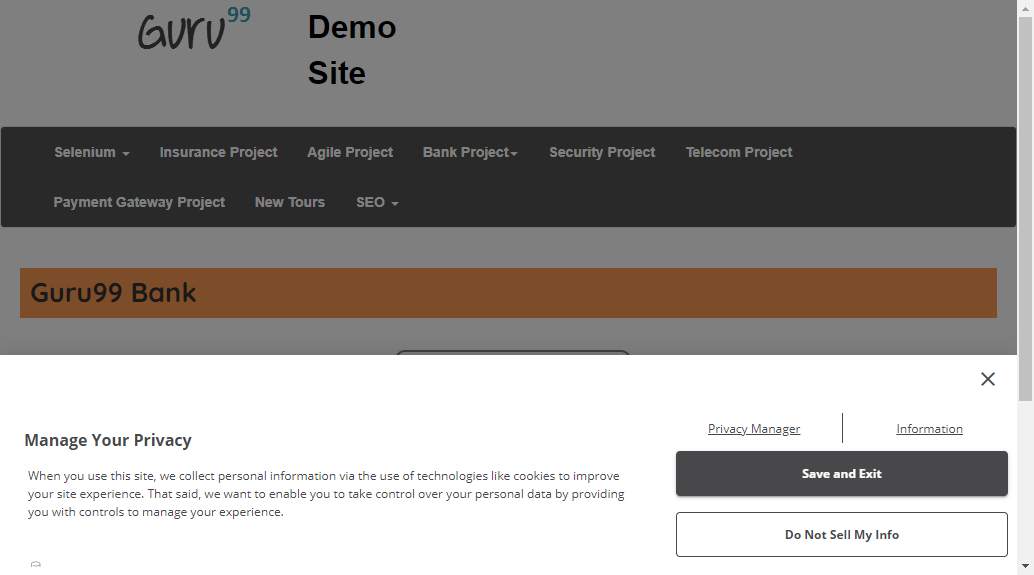 Guru99
Demo
Site
Selenium Insurance Project Agile Project Bank Project Security Project Telecom Project
Payment Gateway Project New Tours SEO
Guru99 Bank
Privacy Manager Information
Manage Your Privacy
When you use this site, we collect personal information via the use of technologies like cookies to improve
your site experience. That said, we want to enable you to take control over your personal data by providing
you with controls to manage your experience.
Save and Exit
Do Not Sell My Info